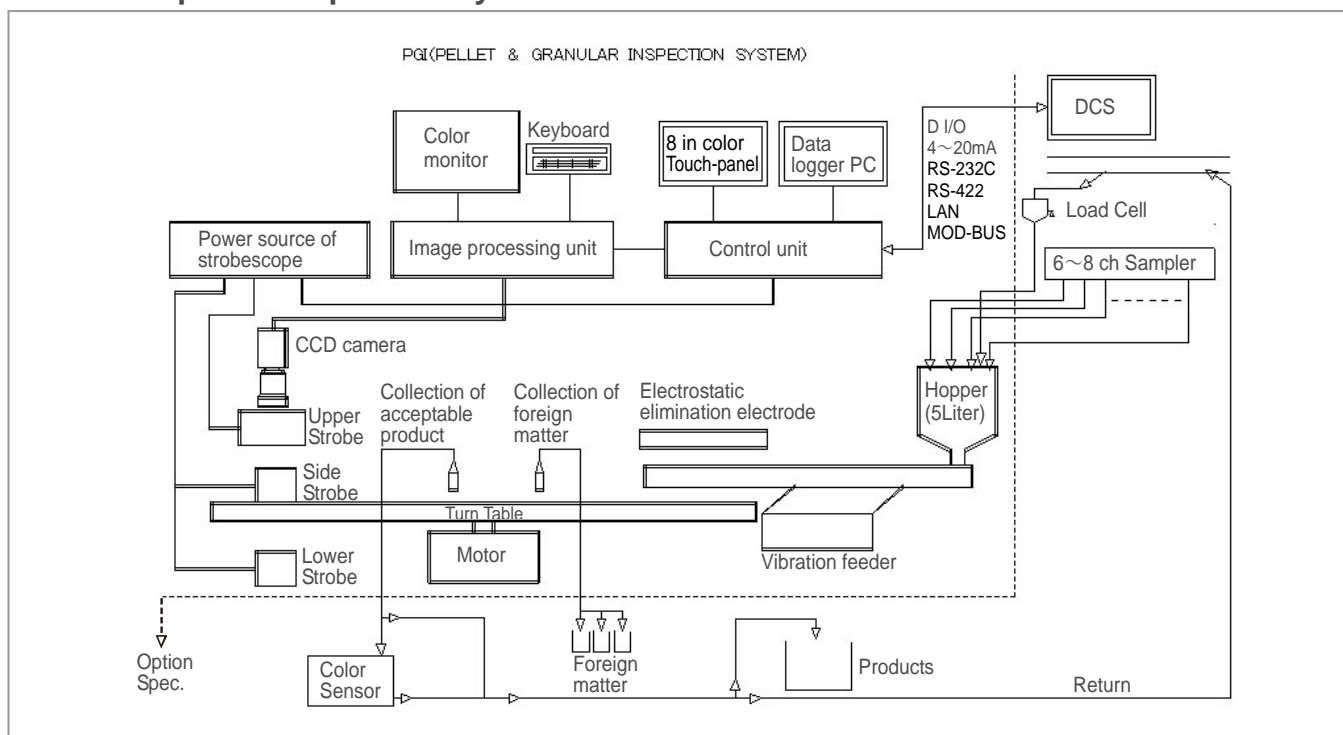 PGI(PELLET & GRANULAR INSPECTION SYSTEM)
Color
monitor
Keyboard
8 in color
Touch-panel
Data
logger PC
D I/O
4～20mA
RS-232C
RS-422
LAN
MOD-BUS
DCS
Load Cell
6～8 ch Sampler
Power source of
strobescope
Image processing unit
Control unit
CCD camera
Upper
Strobe
Side
Strobe
Lower
Strobe
Collection of
acceptable
product
Collection of
foreign
matter
Electrostatic
elimination electrode
Hopper
(5Liter)
Turn Table
Motor
Vibration feeder
Option
Spec.
Color
Sensor
Foreign
matter
Products
Return